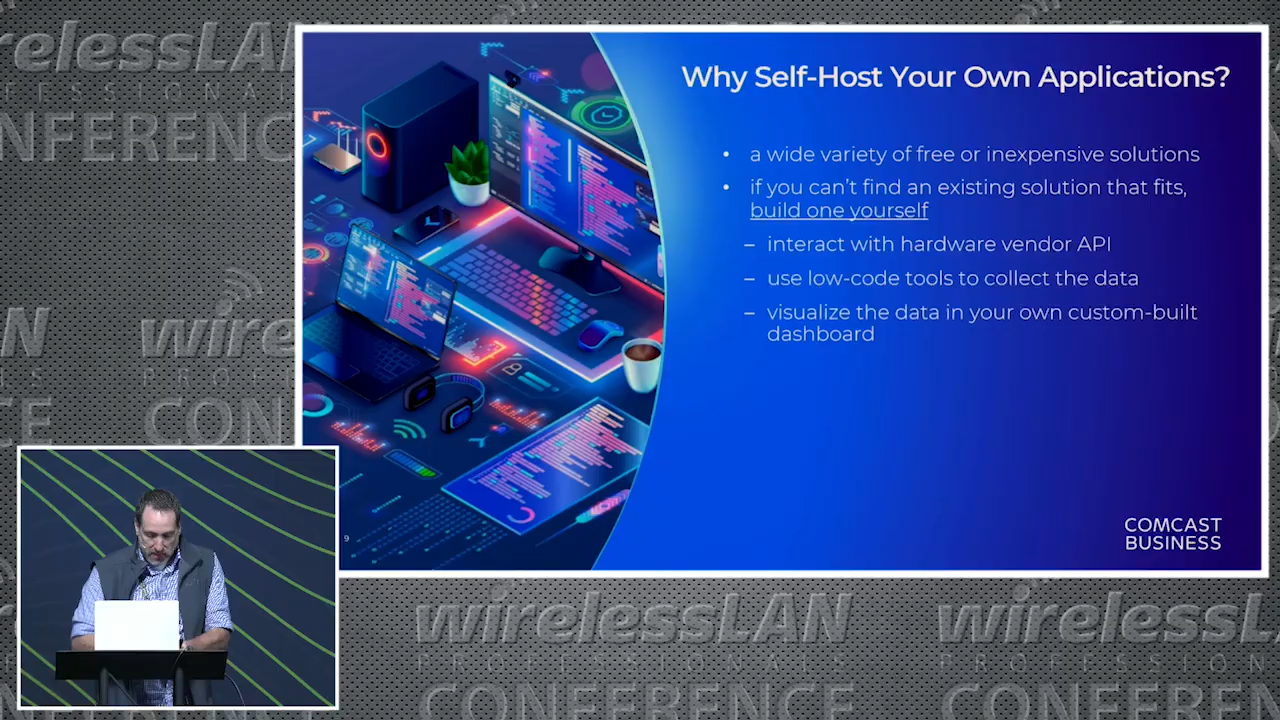 Why Self-Host Your Own Applications?
• a wide variety of free or inexpensive solutions
• if you can't find an existing solution that fits,
build one yourself
– interact with hardware vendor API
– use low-code tools to collect the data
– visualize the data in your own custom-built
dashboard
9
COMCAST
BUSINESS
wirelessLAN
PROFESSIONALS
CONFERENCE